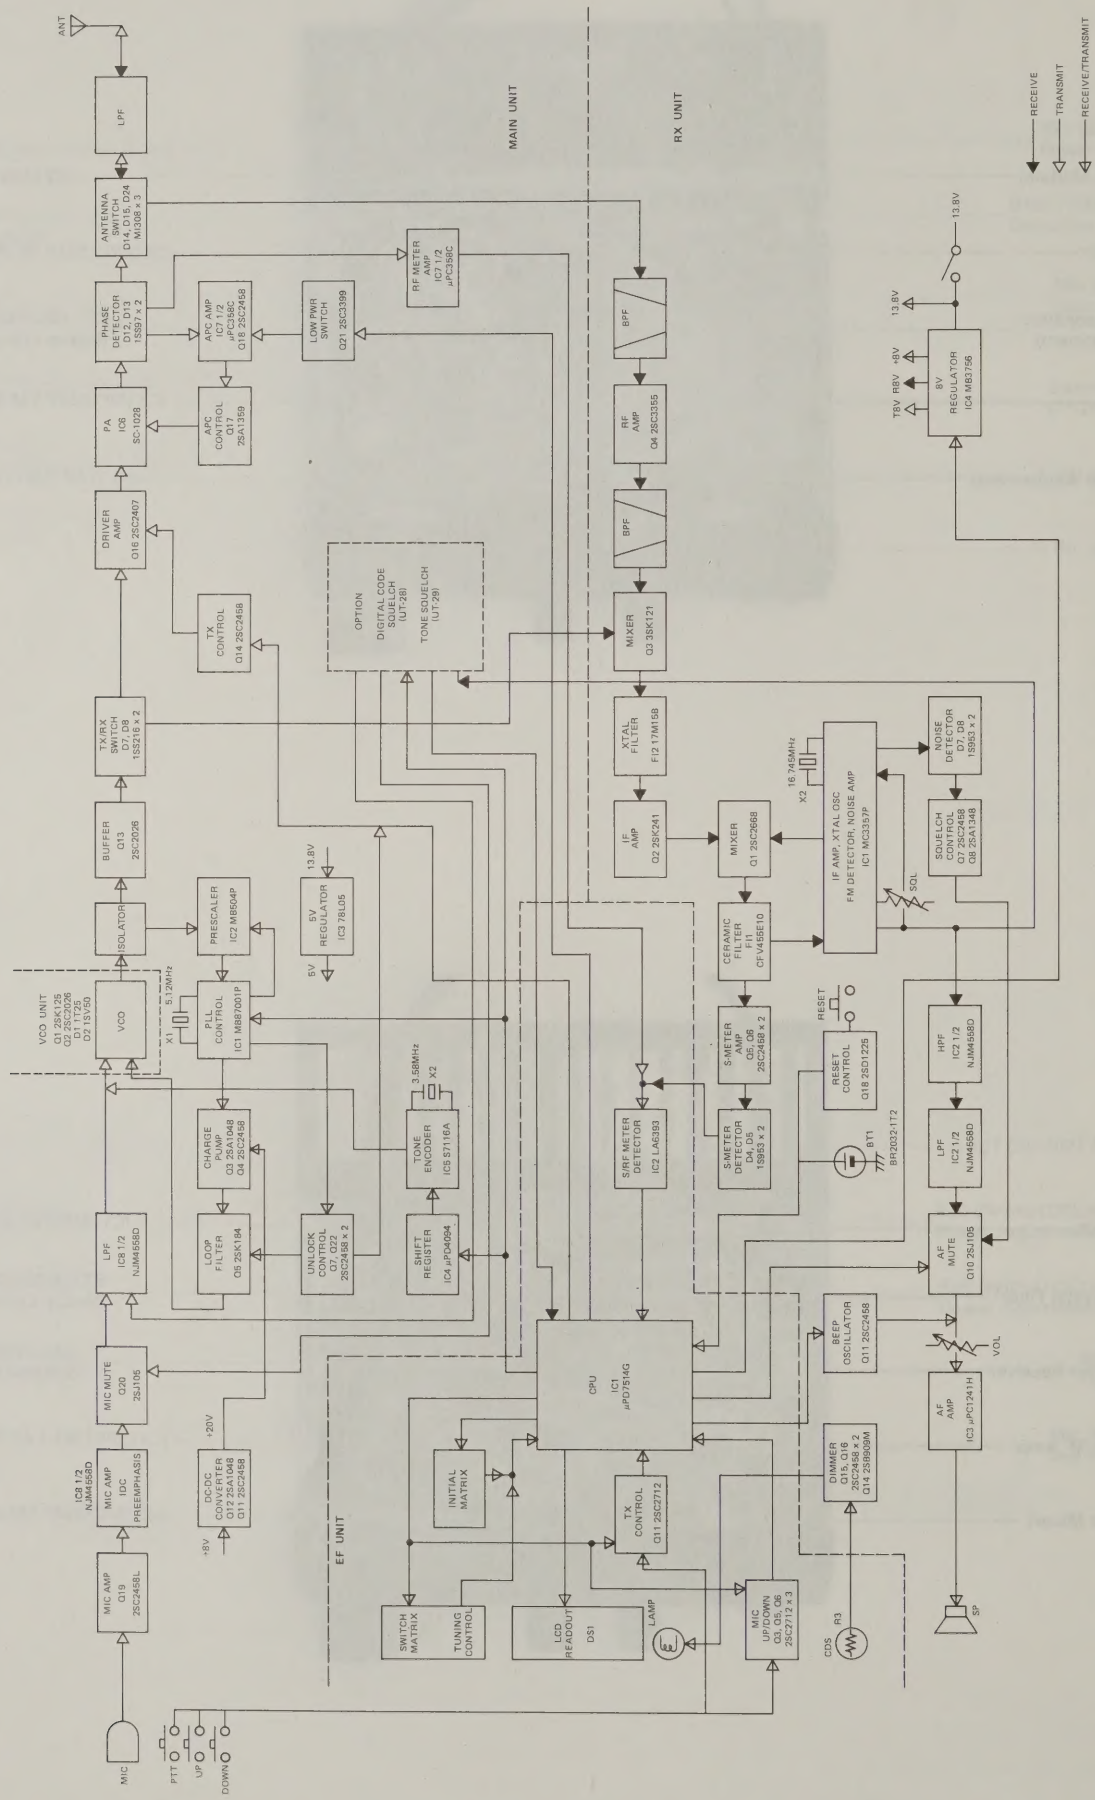 ANT
LPF
ANTENNA
SWITCH
D14, D15, D24
MI308 × 3
PHASE
DETECTOR
D12, D13
1SS97 × 2
PA
IC6
SC-1028
DRIVER
AMP
Q16 2SC2407
TX/RX
SWITCH
D7, D8
1SS216 × 2
BUFFER
Q13
2SC2026
ISOLATOR
VCO UNIT
Q1 2SK125
Q2 2SC2026
D1 1T25
D2 1SV50
VCO
LPF
IC8 1/2
NJM4558D
MIC MUTE
Q20
2SJ105
IC8 1/2
NJM4558D
MIC AMP
IDC
PREEMPHASIS
MIC AMP
Q19
2SC2458L
MIC
PTT
UP
DOWN
APC AMP
IC7 1/2
µPC358C
Q18 2SC2458
APC
CONTROL
Q17
2SA1359
LOW PWR
SWITCH
Q21 2SC3399
RF METER
AMP
IC7 1/2
µPC358C
TX
CONTROL
Q14 2SC2458
PRESCALER
IC2 MB504P
5.12MHz
X1
PLL
CONTROL
IC1 MB87001P
13.8V
5V
REGULATOR
IC3 78L05
5V
CHARGE
PUMP
Q3 2SA1048
Q4 2SC2458
LOOP
FILTER
Q5 2SK184
UNLOCK
CONTROL
Q7, Q22
2SC2458 × 2
3.58MHz
X2
TONE
ENCODER
IC5 S7116A
SHIFT
REGISTER
IC4 µPD4094
+20V
DC-DC
CONVERTER
Q12 2SA1048
Q11 2SC2458
+8V
OPTION
DIGITAL CODE
SQUELCH
(UT-28)
TONE SQUELCH
(UT-29)
MAIN UNIT
RX UNIT
EF UNIT
BPF
RF
AMP
Q4 2SC3355
BPF
MIXER
Q3 3SK121
XTAL
FILTER
FI2 17M15B
IF
AMP
Q2 2SK241
MIXER
Q1 2SC2668
CERAMIC
FILTER
FI1
CFV455E10
S-METER
AMP
Q5, Q6
2SC2458 × 2
S-METER
DETECTOR
D4, D5
1S953 × 2
S/RF METER
DETECTOR
IC2 LA6393
16.745MHz
X2
IF AMP, XTAL OSC
FM DETECTOR, NOISE AMP
IC1 MC3357P
NOISE
DETECTOR
D7, D8
1S953 × 2
SQUELCH
CONTROL
Q7 2SC2458
Q8 2SA1348
SQL
HPF
IC2 1/2
NJM4558D
LPF
IC2 1/2
NJM4558D
AF
MUTE
Q10 2SJ105
VOL
AF
AMP
IC3 µPC1241H
SP
BEEP
OSCILLATOR
Q11 2SC2458
RESET
RESET
CONTROL
Q18 2SD1225
BT1
BR2032-1T2
CPU
IC1
µPD7514G
INITIAL
MATRIX
SWITCH
MATRIX
TUNING
CONTROL
LCD
READOUT
DS1
TX
CONTROL
Q11 2SC2712
LAMP
MIC
UP/DOWN
Q3, Q5, Q6
2SC2712 × 3
DIMMER
Q15, Q16
2SC2458 × 2
Q14 2SB909M
CDS
R3
13.8V
13.8V
+8V
R8V
T8V
8V
REGULATOR
IC4 MB3756
RECEIVE
TRANSMIT
RECEIVE/TRANSMIT